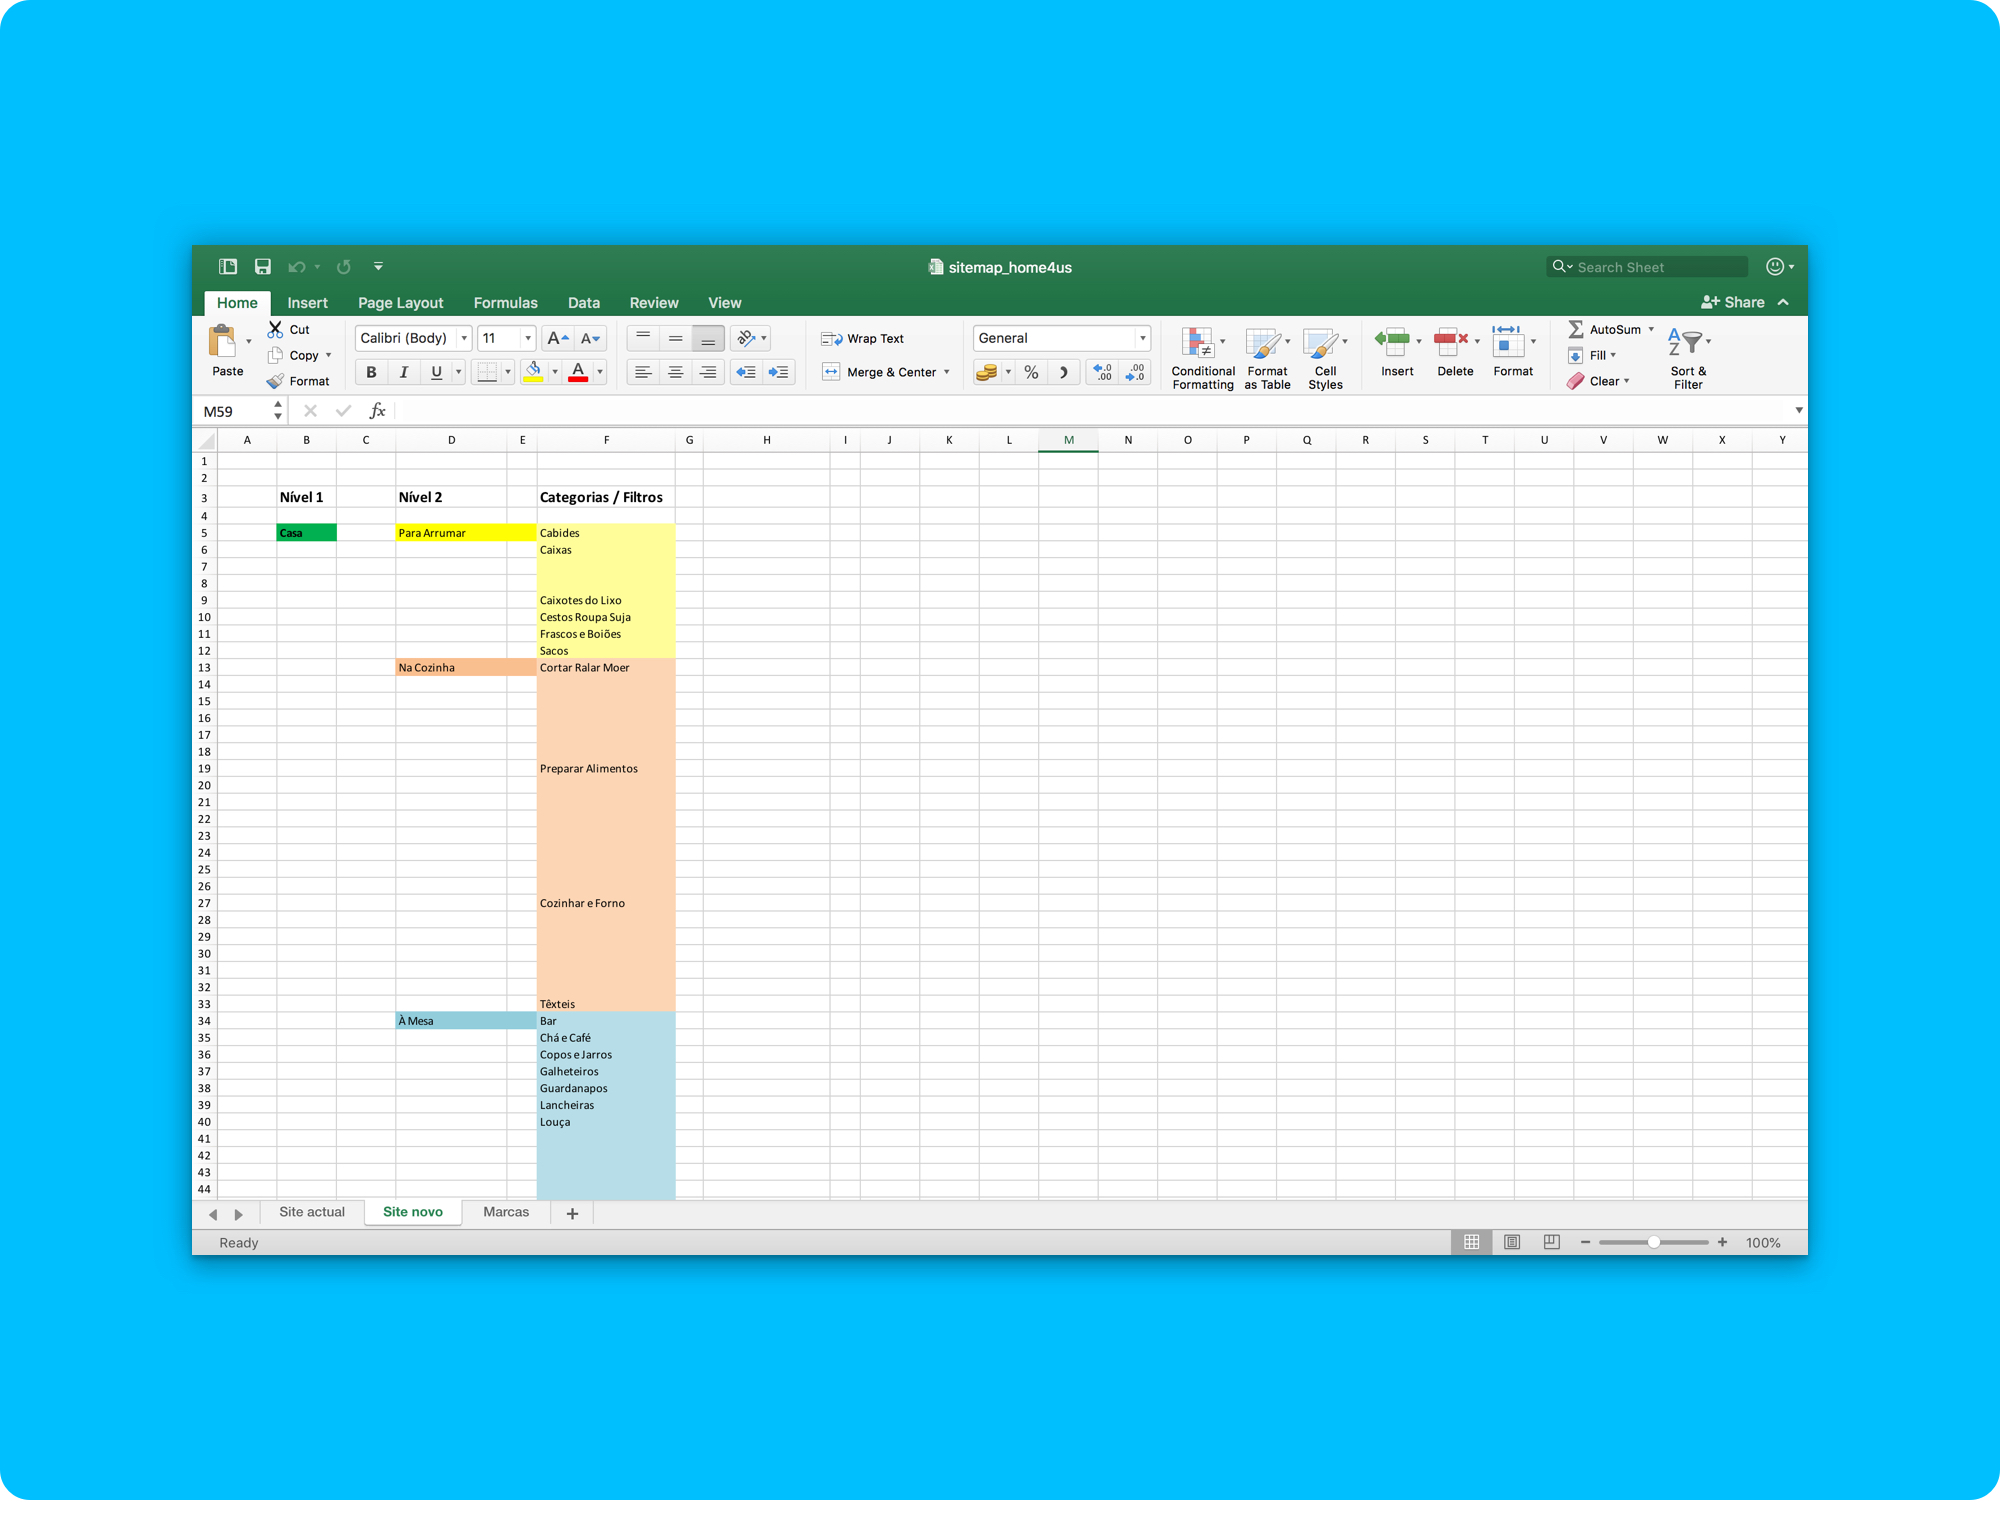 sitemap_home4us
Search Sheet
Home Insert Page Layout Formulas Data Review View
Share
Paste
Cut
Copy
Format
Calibri (Body) 11 A A
B I U A
ab
Wrap Text
Merge & Center
General
% .0 .00 .00 .0
Conditional Formatting
Format as Table
Cell Styles
Insert Delete Format
AutoSum
Fill
Clear
A Z
Sort & Filter
M59 fx
A B C D E F G H I J K L M N O P Q R S T U V W X Y
1
2
3 Nível 1 Nível 2 Categorias / Filtros
4
5 Casa Para Arrumar Cabides
6 Caixas
7
8
9 Caixotes do Lixo
10 Cestos Roupa Suja
11 Frascos e Boiões
12 Sacos
13 Na Cozinha Cortar Ralar Moer
14
15
16
17
18
19 Preparar Alimentos
20
21
22
23
24
25
26
27 Cozinhar e Forno
28
29
30
31
32
33 Têxteis
34 À Mesa Bar
35 Chá e Café
36 Copos e Jarros
37 Galheteiros
38 Guardanapos
39 Lancheiras
40 Louça
41
42
43
44
Site actual Site novo Marcas +
Ready
100%